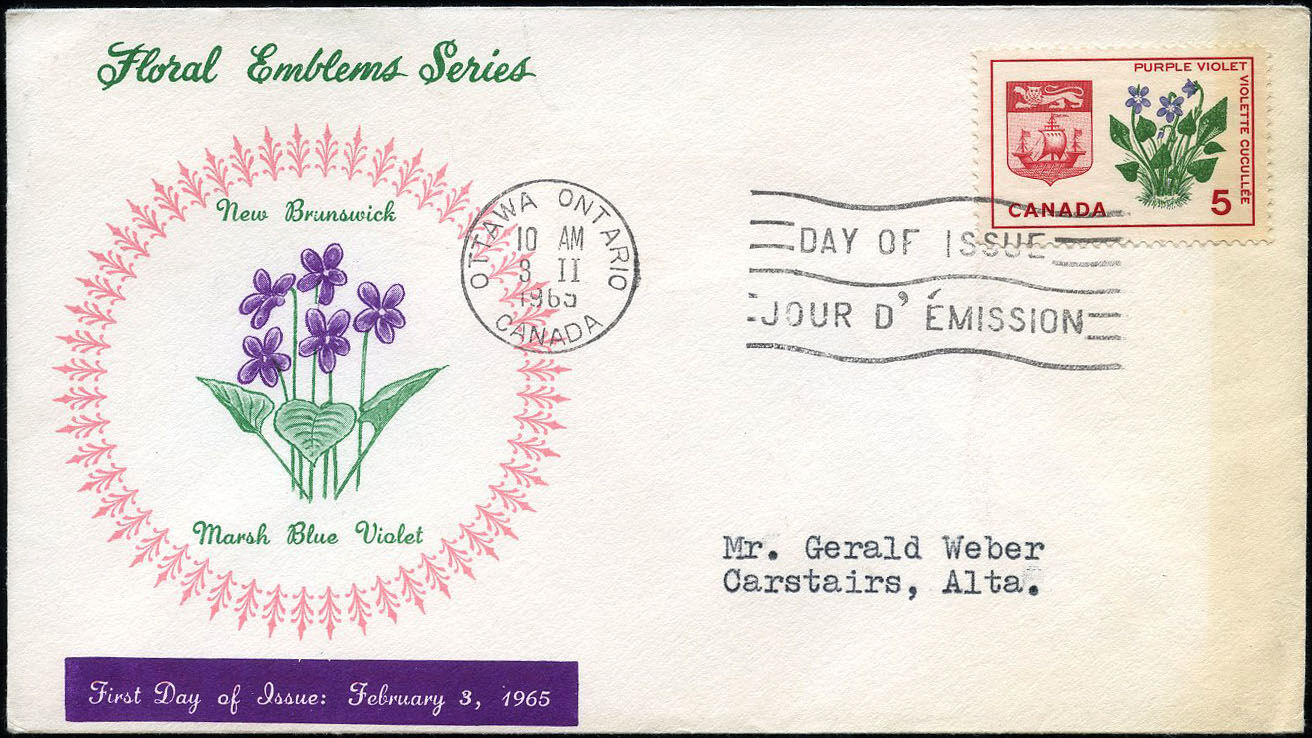 Floral Emblems Series
New Brunswick
Marsh Blue Violet
First Day of Issue: February 3, 1965
OTTAWA ONTARIO
10 AM
3 II
1965
CANADA
PURPLE VIOLET
VIOLETTE CUCULLÉE
CANADA
5
DAY OF ISSUE
JOUR D' ÉMISSION
Mr. Gerald Weber
Carstairs, Alta.